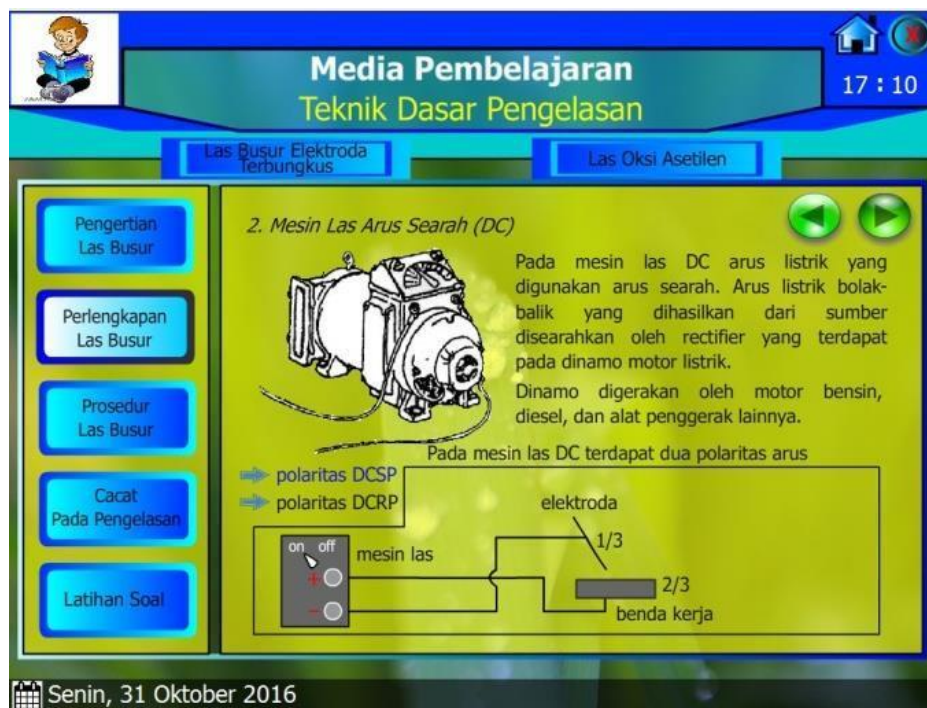 Media Pembelajaran
Teknik Dasar Pengelasan
17 : 10
X
Las Busur Elektroda
Terbungkus
Las Oksi Asetilen
Pengertian
Las Busur
Perlengkapan
Las Busur
Prosedur
Las Busur
Cacat
Pada Pengelasan
Latihan Soal
2. Mesin Las Arus Searah (DC)
Pada mesin las DC arus listrik yang
digunakan arus searah. Arus listrik bolak-
balik yang dihasilkan dari sumber
disearahkan oleh rectifier yang terdapat
pada dinamo motor listrik.
Dinamo digerakan oleh motor bensin,
diesel, dan alat penggerak lainnya.
Pada mesin las DC terdapat dua polaritas arus
polaritas DCSP
polaritas DCRP
elektroda
1/3
on off
mesin las
+
-
2/3
benda kerja
Senin, 31 Oktober 2016